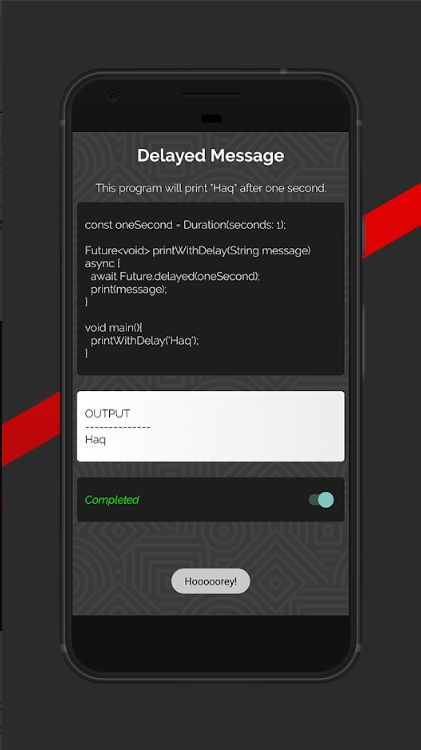 Delayed Message
This program will print "Haq" after one second.
const oneSecond = Duration(seconds: 1);
Future<void> printWithDelay(String message)
async {
await Future.delayed(oneSecond);
print(message);
}
void main(){
printWithDelay('Haq');
}
OUTPUT
--------------
Haq
Completed
Hooooorey!